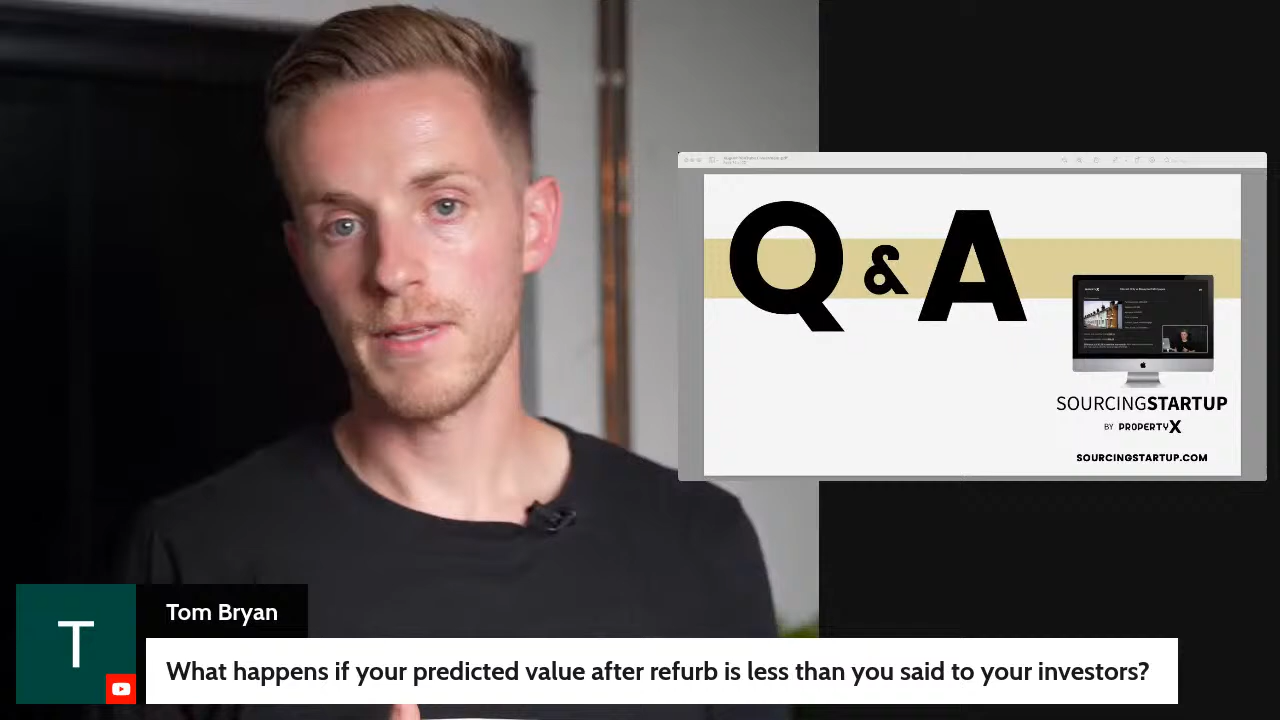 Q & A
SOURCINGSTARTUP
BY PROPERTYX
SOURCINGSTARTUP.COM
T
Tom Bryan
What happens if your predicted value after refurb is less than you said to your investors?